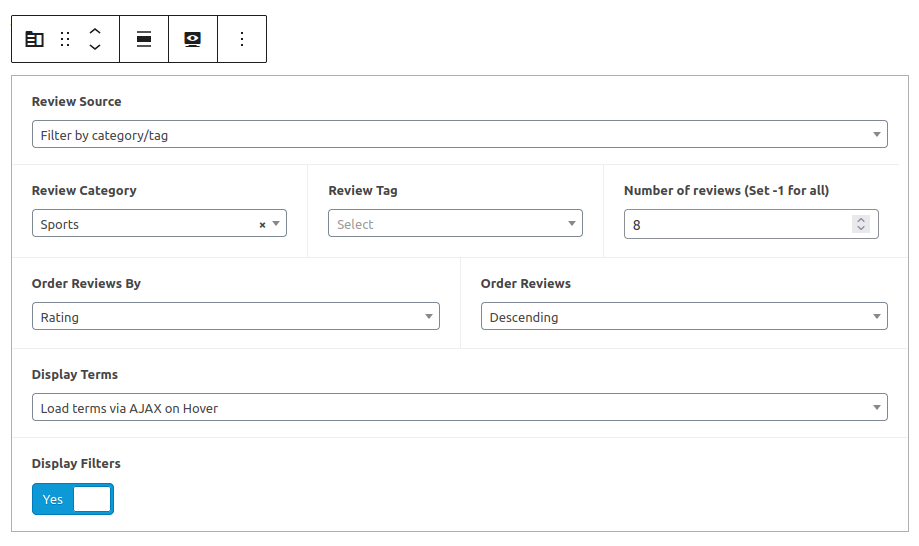 Review Source
Filter by category/tag
Review Category
Review Tag
Number of reviews (Set -1 for all)
Sports
×
Select
8
Order Reviews By
Order Reviews
Rating
Descending
Display Terms
Load terms via AJAX on Hover
Display Filters
Yes